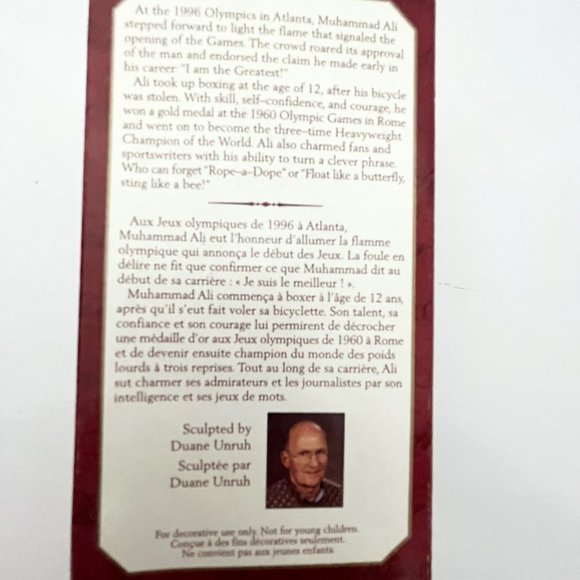 At the 1996 Olympics in Atlanta, Muhammad Ali
stepped forward to light the flame that signaled the
opening of the Games. The crowd roared its approval
of the man and endorsed the claim he made early in
his career: "I am the Greatest!"
Ali took up boxing at the age of 12, after his bicycle
was stolen. With skill, self–confidence, and courage, he
won a gold medal at the 1960 Olympic Games in Rome
and went on to become the three–time Heavyweight
Champion of the World. Ali also charmed fans and
sportswriters with his ability to turn a clever phrase.
Who can forget "Rope–a–Dope" or "Float like a butterfly,
sting like a bee!"
Aux Jeux olympiques de 1996 à Atlanta,
Muhammad Ali eut l'honneur d'allumer la flamme
olympique qui annonça le début des Jeux. La foule en
délire ne fit que confirmer ce que Muhammad dit au
début de sa carrière : « Je suis le meilleur ! ».
Muhammad Ali commença à boxer à l'âge de 12 ans,
après qu'il s'eut fait voler sa bicyclette. Son talent, sa
confiance et son courage lui permirent de décrocher
une médaille d'or aux Jeux olympiques de 1960 à Rome
et de devenir ensuite champion du monde des poids
lourds à trois reprises. Tout au long de sa carrière, Ali
sut charmer ses admirateurs et les journalistes par son
intelligence et ses jeux de mots.
Sculpted by
Duane Unruh
Sculptée par
Duane Unruh
For decorative use only. Not for young children.
Conçue à des fins décoratives seulement.
Ne convient pas aux jeunes enfants.